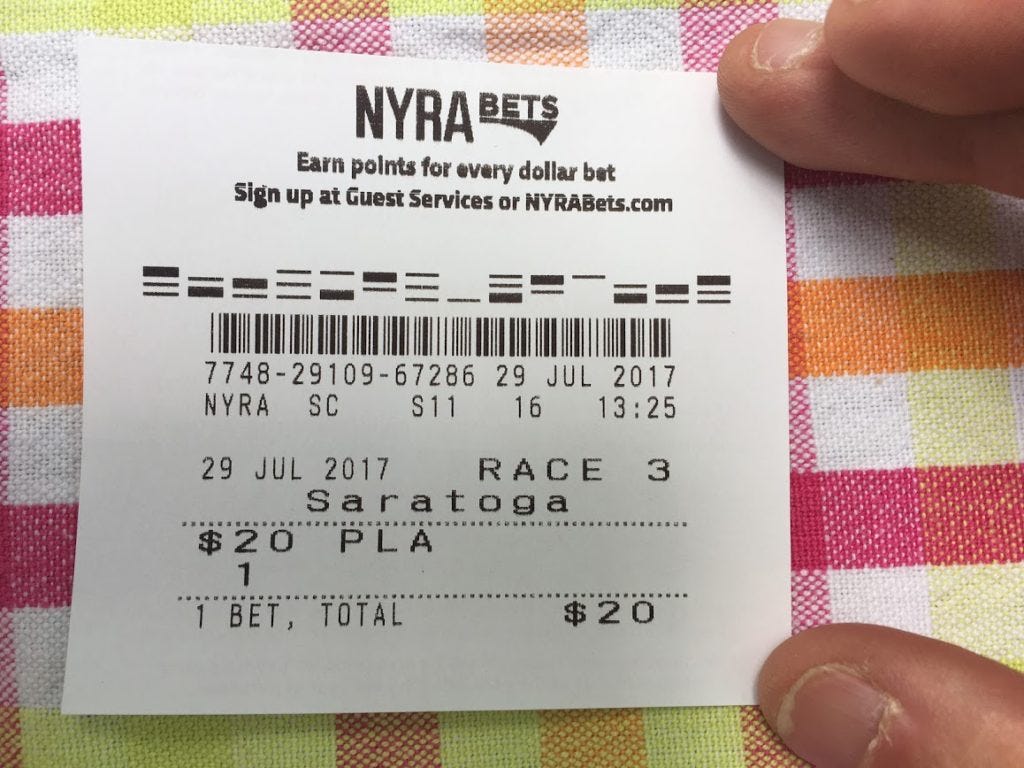 NYRA BETS
Earn points for every dollar bet
Sign up at Guest Services or NYRABets.com
7748-29109-67286 29 JUL 2017
NYRA SC S11 16 13:25
29 JUL 2017 RACE 3
Saratoga
$20 PLA
1
1 BET, TOTAL $20